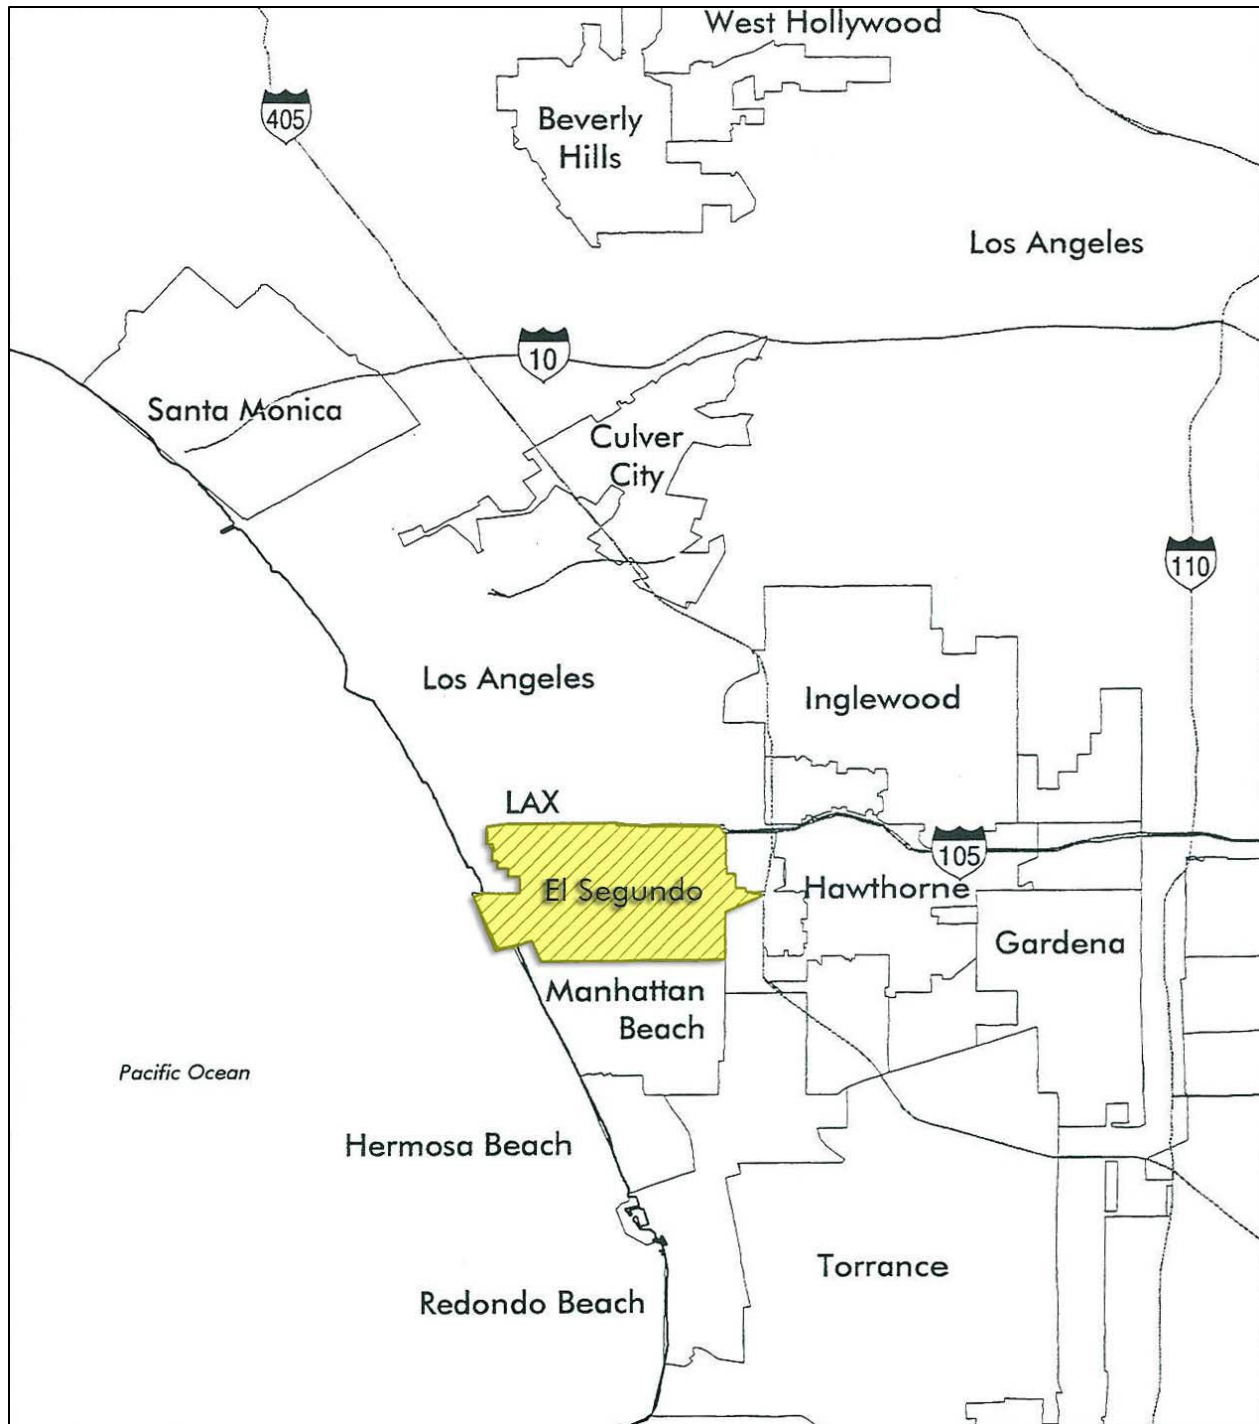 West Hollywood
405
Beverly
Hills
Los Angeles
10
Santa Monica
Culver
City
110
Los Angeles
Inglewood
LAX
105
El Segundo
Hawthorne
Gardena
Manhattan
Beach
Pacific Ocean
Hermosa Beach
Torrance
Redondo Beach